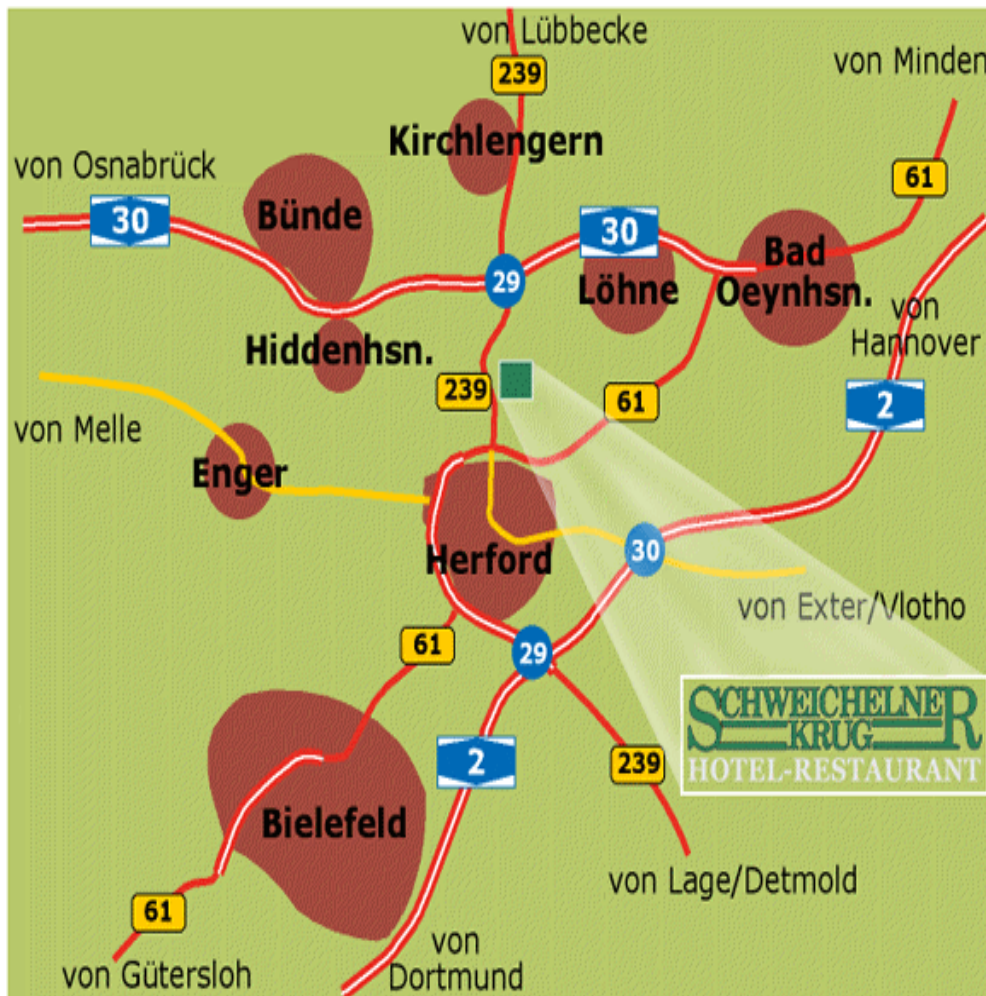 von Lübbecke
239
von Minden
Kirchlengern
von Osnabrück
61
30
Bünde
30
Bad
Oeynhsn.
29
Löhne
von
Hannover
Hiddenhsn.
239
61
2
von Melle
Enger
Herford
30
von Exter/Vlotho
61
29
SCHWEICHELNER
KRUG
HOTEL-RESTAURANT
2
239
Bielefeld
von Lage/Detmold
61
von
Dortmund
von Gütersloh